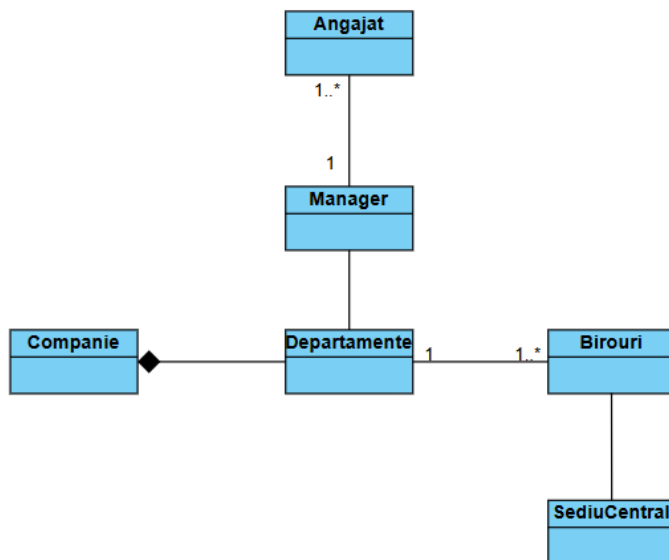 Angajat
1..*
1
Manager
Companie
Departamente
1
1..*
Birouri
SediuCentral